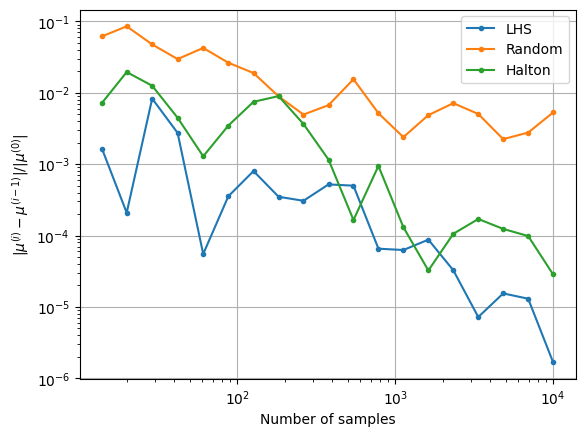 LHS
Random
Halton
10⁻¹
10⁻²
10⁻³
10⁻⁴
10⁻⁵
10⁻⁶
|μ⁽ⁱ⁾ − μ⁽ⁱ⁻¹⁾|/|μ⁽⁰⁾|
10² 10³ 10⁴
Number of samples